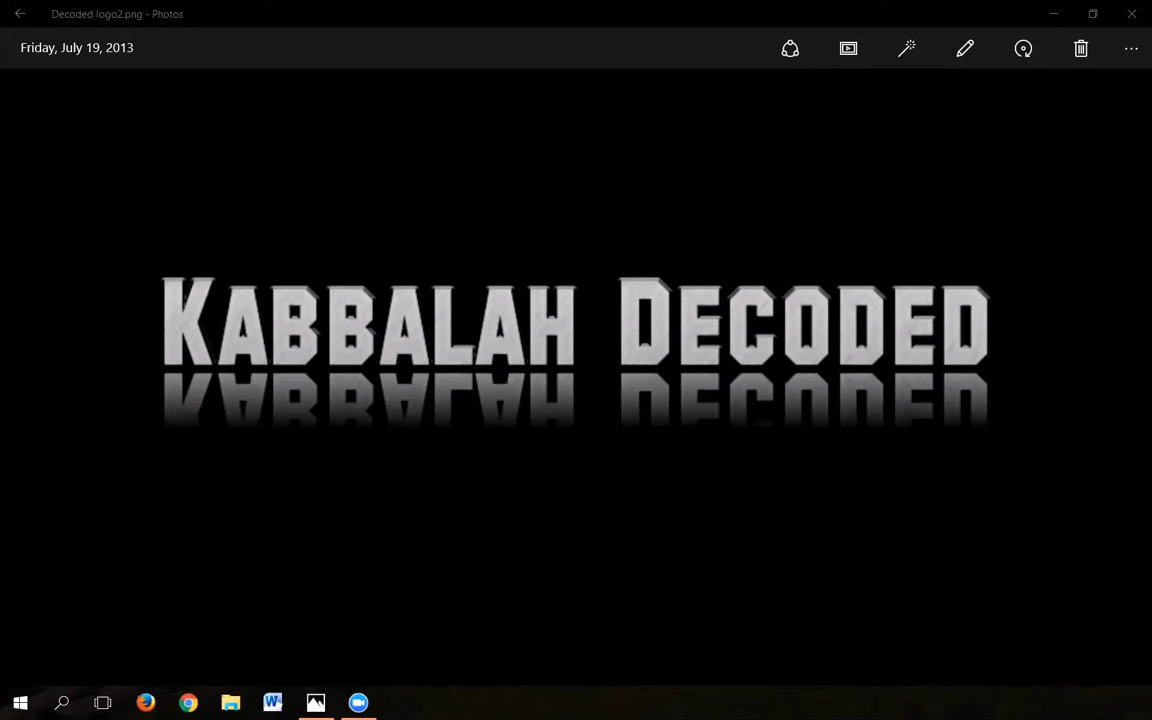 Decoded logo2.png - Photos
Friday, July 19, 2013
KABBALAH DECODED